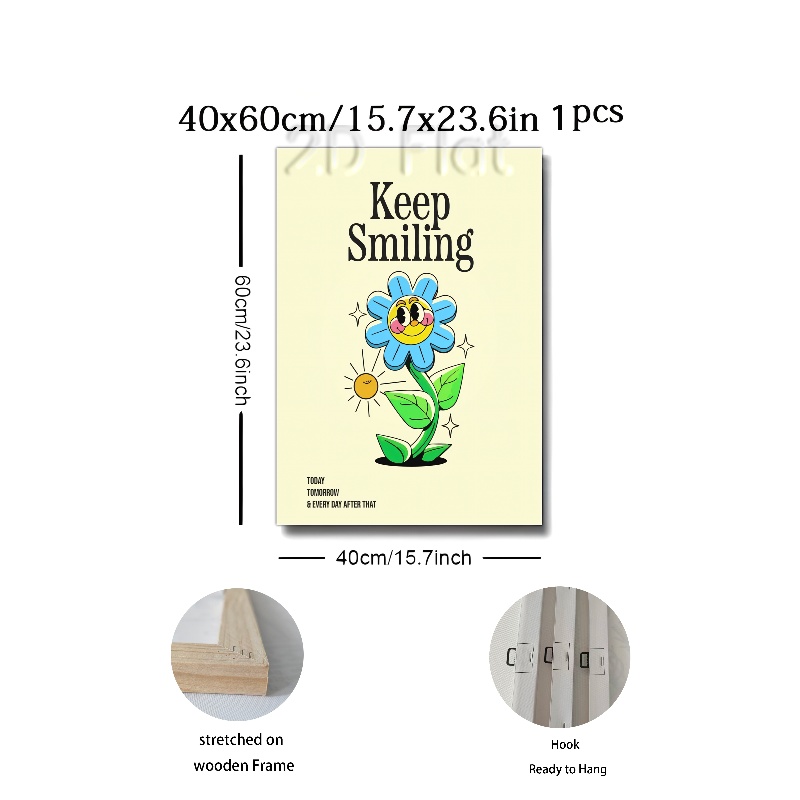 40x60cm/15.7x23.6in 1pcs
2D Flat
Keep
Smiling
60cm/23.6inch
TODAY
TOMORROW
& EVERY DAY AFTER THAT
40cm/15.7inch
stretched on
wooden Frame
Hook
Ready to Hang